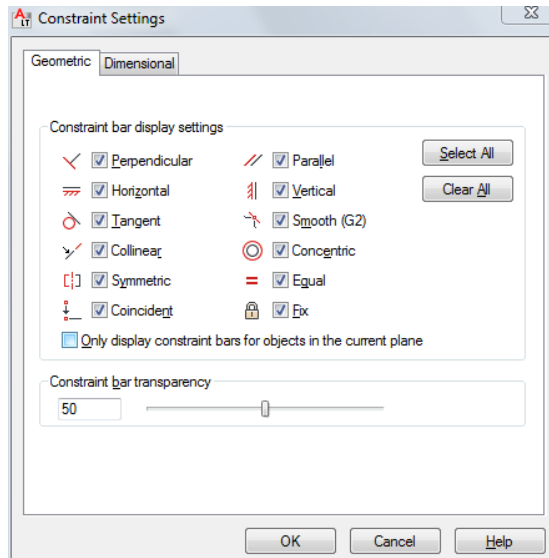 A LT Constraint Settings
Geometric Dimensional
Constraint bar display settings
Perpendicular Parallel Select All
Horizontal Vertical Clear All
Tangent Smooth (G2)
Collinear Concentric
Symmetric Equal
Coincident Fix
Only display constraint bars for objects in the current plane
Constraint bar transparency
50
OK Cancel Help